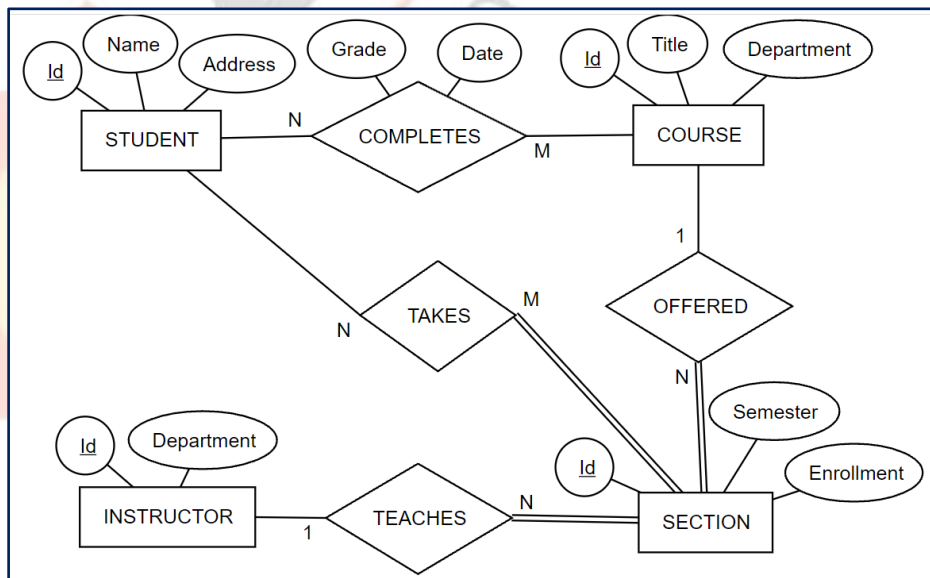 Name
Grade
Date
Title
Department
Id
Address
Id
N
STUDENT
COMPLETES
COURSE
M
1
M
OFFERED
TAKES
N
N
Semester
Id
Department
Id
Enrollment
N
INSTRUCTOR
TEACHES
SECTION
1